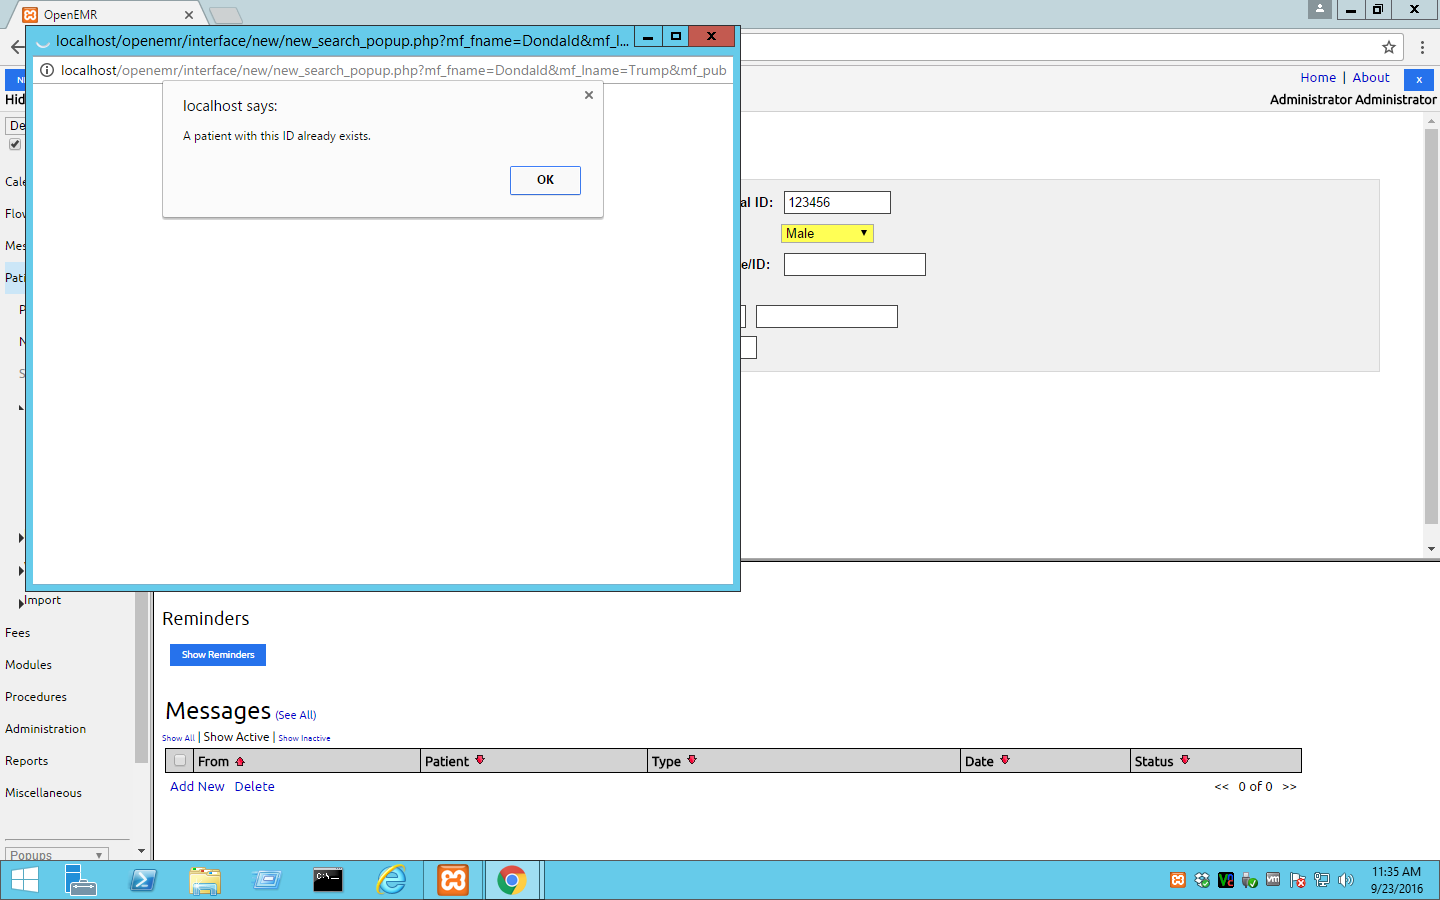 OpenEMR
localhost/openemr/interface/new/new_search_popup.php?mf_fname=Dondald&mf_l...
localhost/openemr/interface/new/new_search_popup.php?mf_fname=Dondald&mf_lname=Trump&mf_pub
Home | About
x
Hid
Administrator Administrator
localhost says:
A patient with this ID already exists.
OK
De
Cale
Flow
Mes
Pati
P
N
S
al ID: 123456
Male
e/ID:
Import
Fees
Modules
Procedures
Administration
Reports
Miscellaneous
Popups
Reminders
Show Reminders
Messages (See All)
Show All | Show Active | Show Inactive
From Patient Type Date Status
Add New Delete << 0 of 0 >>
11:35 AM
9/23/2016